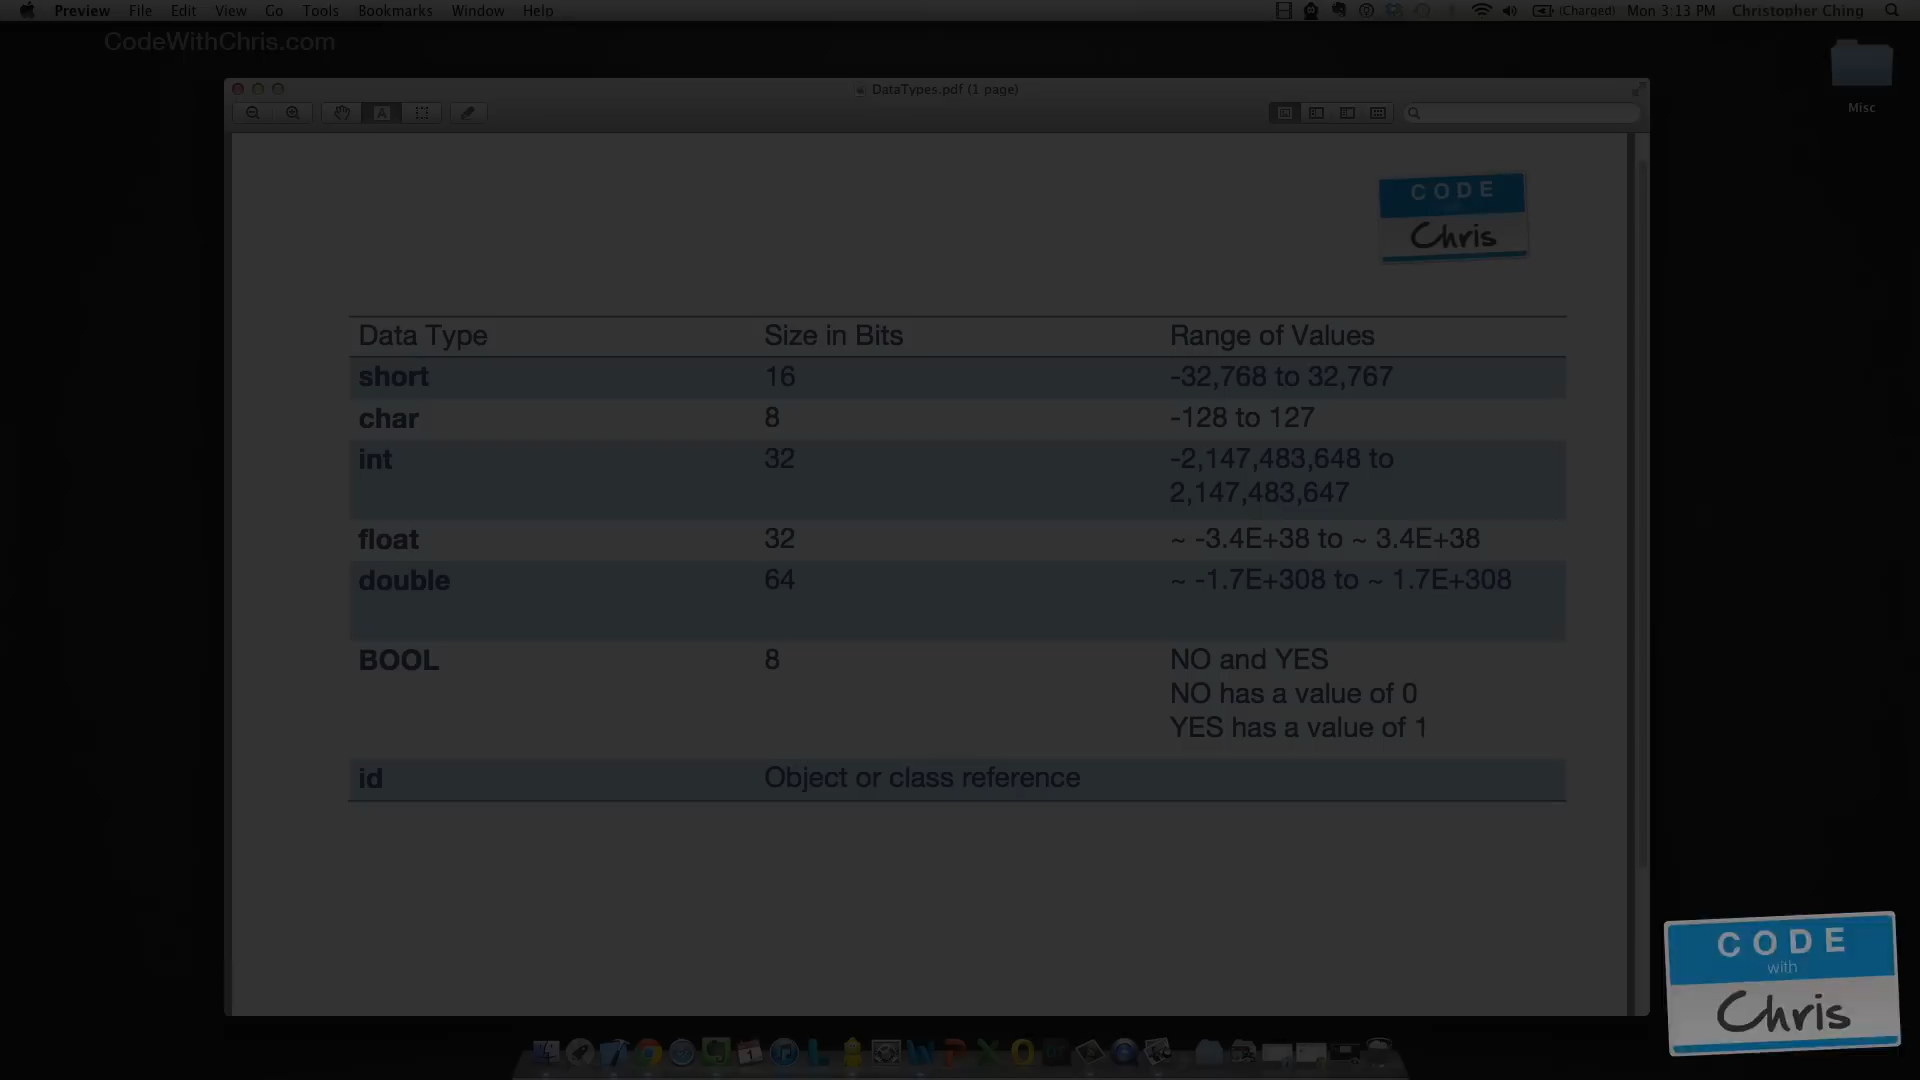 Preview File Edit View Go Tools Bookmarks Window Help (Charged) Mon 3:13 PM Christopher Ching
CodeWithChris.com
Misc
DataTypes.pdf (1 page)
CODE
Chris
Data Type Size in Bits Range of Values
short 16 -32,768 to 32,767
char 8 -128 to 127
int 32 -2,147,483,648 to
2,147,483,647
float 32 ~ -3.4E+38 to ~ 3.4E+38
double 64 ~ -1.7E+308 to ~ 1.7E+308
BOOL 8 NO and YES
NO has a value of 0
YES has a value of 1
id Object or class reference
CODE
with
Chris